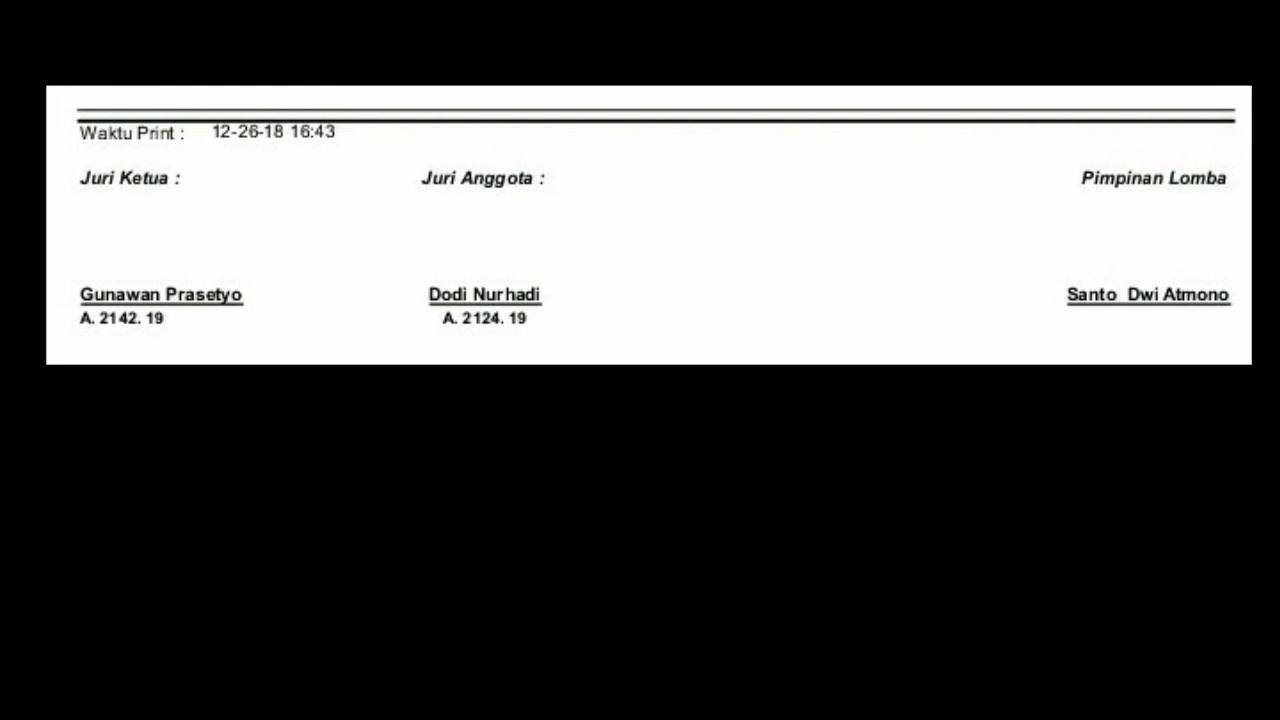 Waktu Print : 12-26-18 16:43
Juri Ketua : Juri Anggota : Pimpinan Lomba
Gunawan Prasetyo Dodi Nurhadi Santo Dwi Atmono
A. 2142. 19 A. 2124. 19